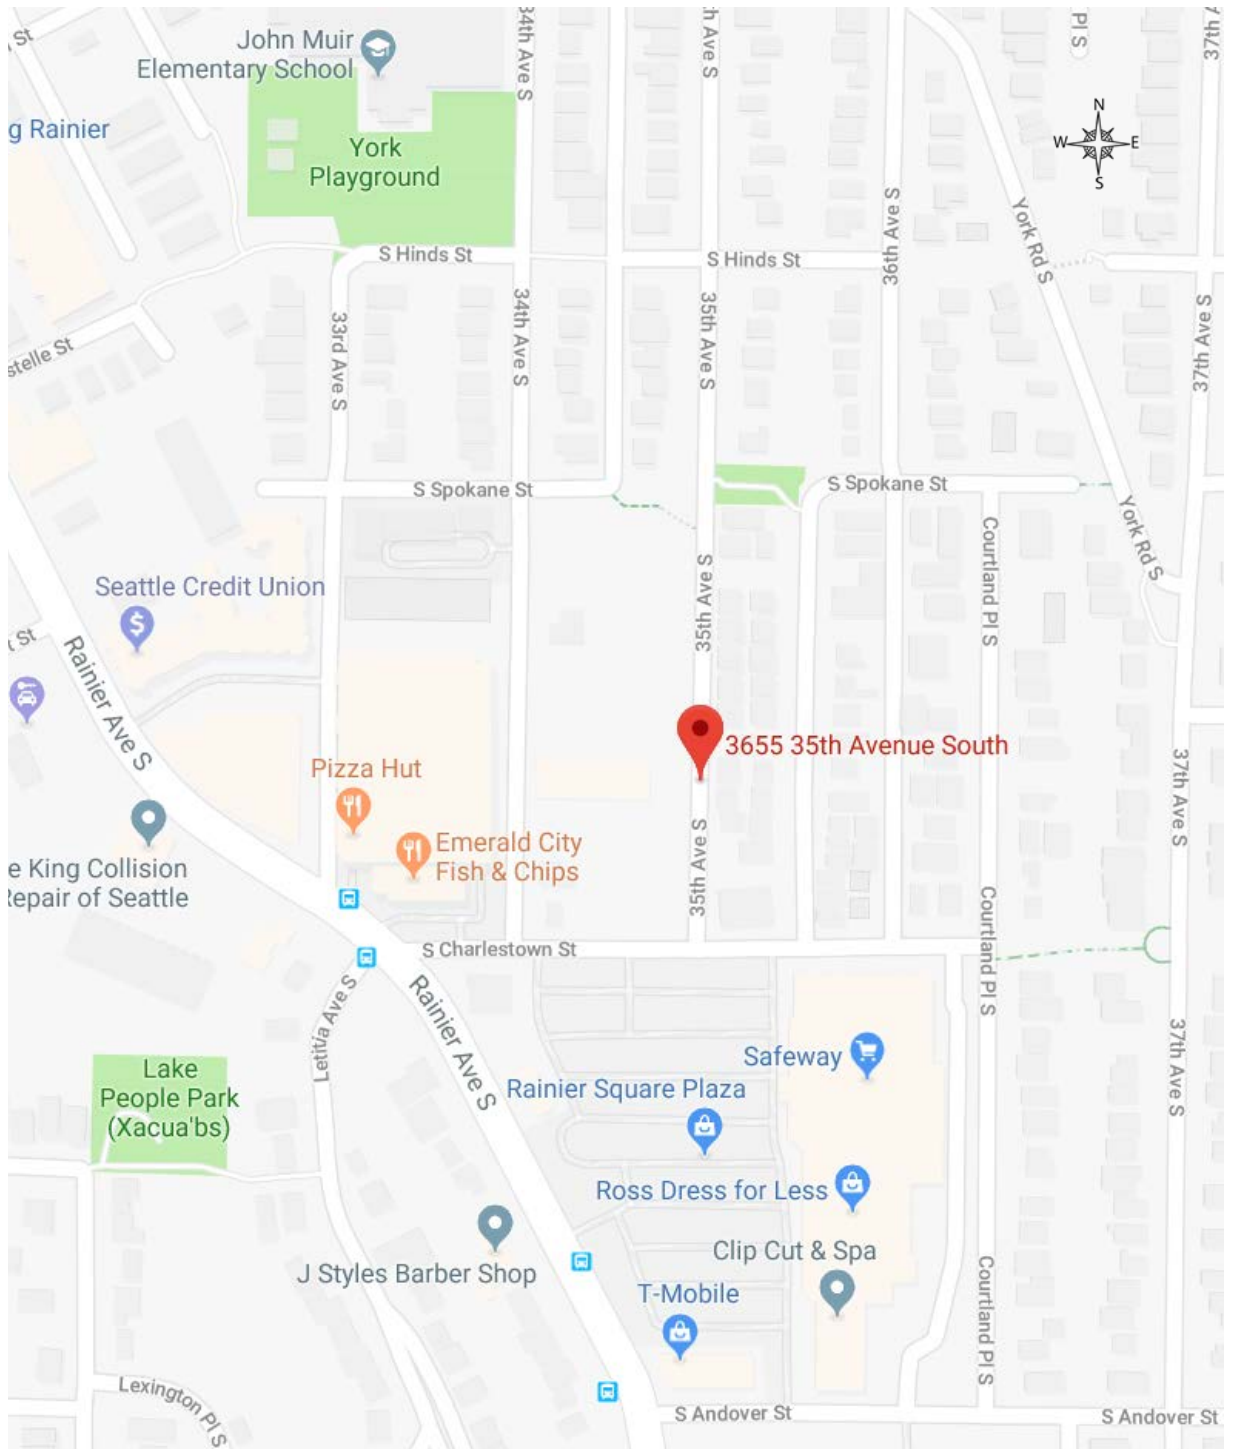 St
John Muir
Elementary School
34th Ave S
Pl S
g Rainier
York
Playground
N
W
E
S
S Hinds St
S Hinds St
36th Ave S
York Rd S
stelle St
33rd Ave S
34th Ave S
35th Ave S
37th Ave S
S Spokane St
S Spokane St
York Rd S
Courtland Pl S
35th Ave S
Seattle Credit Union
St
Rainier Ave S
3655 35th Avenue South
Pizza Hut
37th Ave S
Emerald City
Fish & Chips
35th Ave S
e King Collision
Repair of Seattle
Courtland Pl S
S Charlestown St
Letitia Ave S
Rainier Ave S
37th Ave S
Safeway
Lake
People Park
(Xacua'bs)
Rainier Square Plaza
Ross Dress for Less
Clip Cut & Spa
J Styles Barber Shop
T-Mobile
Courtland Pl S
Lexington Pl S
S Andover St
S Andover St